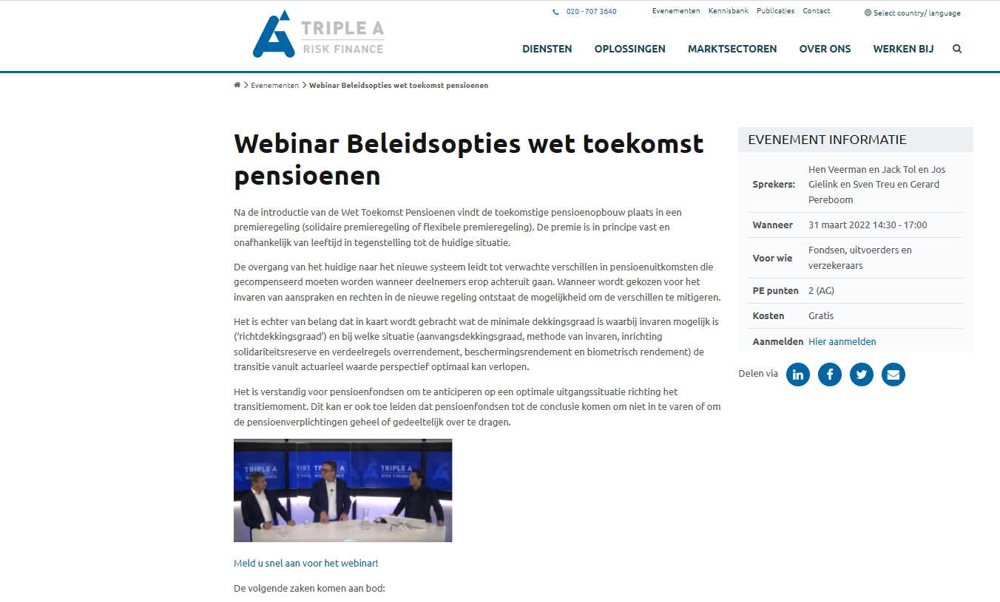 020 - 707 3640
Evenementen Kennisbank Publicaties Contact
Select country/ language
TRIPLE A
RISK FINANCE
DIENSTEN OPLOSSINGEN MARKTSECTOREN OVER ONS WERKEN BIJ
Evenementen > Webinar Beleidsopties wet toekomst pensioenen
Webinar Beleidsopties wet toekomst
pensioenen
Na de introductie van de Wet Toekomst Pensioenen vindt de toekomstige pensioenopbouw plaats in een
premieregeling (solidaire premieregeling of flexibele premieregeling). De premie is in principe vast en
onafhankelijk van leeftijd in tegenstelling tot de huidige situatie.
De overgang van het huidige naar het nieuwe systeem leidt tot verwachte verschillen in pensioenuitkomsten die
gecompenseerd moeten worden wanneer deelnemers erop achteruit gaan. Wanneer wordt gekozen voor het
invaren van aanspraken en rechten in de nieuwe regeling ontstaat de mogelijkheid om de verschillen te mitigeren.
Het is echter van belang dat in kaart wordt gebracht wat de minimale dekkingsgraad is waarbij invaren mogelijk is
(‘richtdekkingsgraad’) en bij welke situatie (aanvangsdekkingsgraad, methode van invaren, inrichting
solidariteitsreserve en verdeelregels overrendement, beschermingsrendement en biometrisch rendement) de
transitie vanuit actuarieel waarde perspectief optimaal kan verlopen.
Het is verstandig voor pensioenfondsen om te anticiperen op een optimale uitgangssituatie richting het
transitiemoment. Dit kan er ook toe leiden dat pensioenfondsen tot de conclusie komen om niet in te varen of om
de pensioenverplichtingen geheel of gedeeltelijk over te dragen.
TRIPLE A
RISK FINANCE
TRIPLE A
RISK FINANCE
Meld u snel aan voor het webinar!
De volgende zaken komen aan bod:
EVENEMENT INFORMATIE
Sprekers: Hen Veerman en Jack Tol en Jos
Gielink en Sven Treu en Gerard
Pereboom
Wanneer 31 maart 2022 14:30 - 17:00
Voor wie Fondsen, uitvoerders en
verzekeraars
PE punten 2 (AG)
Kosten Gratis
Aanmelden Hier aanmelden
Delen via